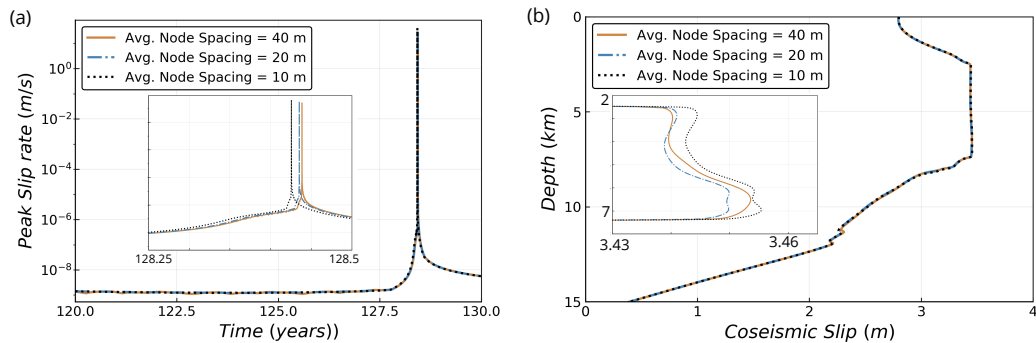 (a)
Avg. Node Spacing = 40 m
Avg. Node Spacing = 20 m
Avg. Node Spacing = 10 m
Peak Slip rate (m/s)
10⁰
10⁻²
10⁻⁴
10⁻⁶
10⁻⁸
128.25
128.5
120.0
122.5
125.0
127.5
130.0
Time (years))
(b)
Avg. Node Spacing = 40 m
Avg. Node Spacing = 20 m
Avg. Node Spacing = 10 m
Depth (km)
0
5
10
15
2
7
3.43
3.46
0
1
2
3
4
Coseismic Slip (m)